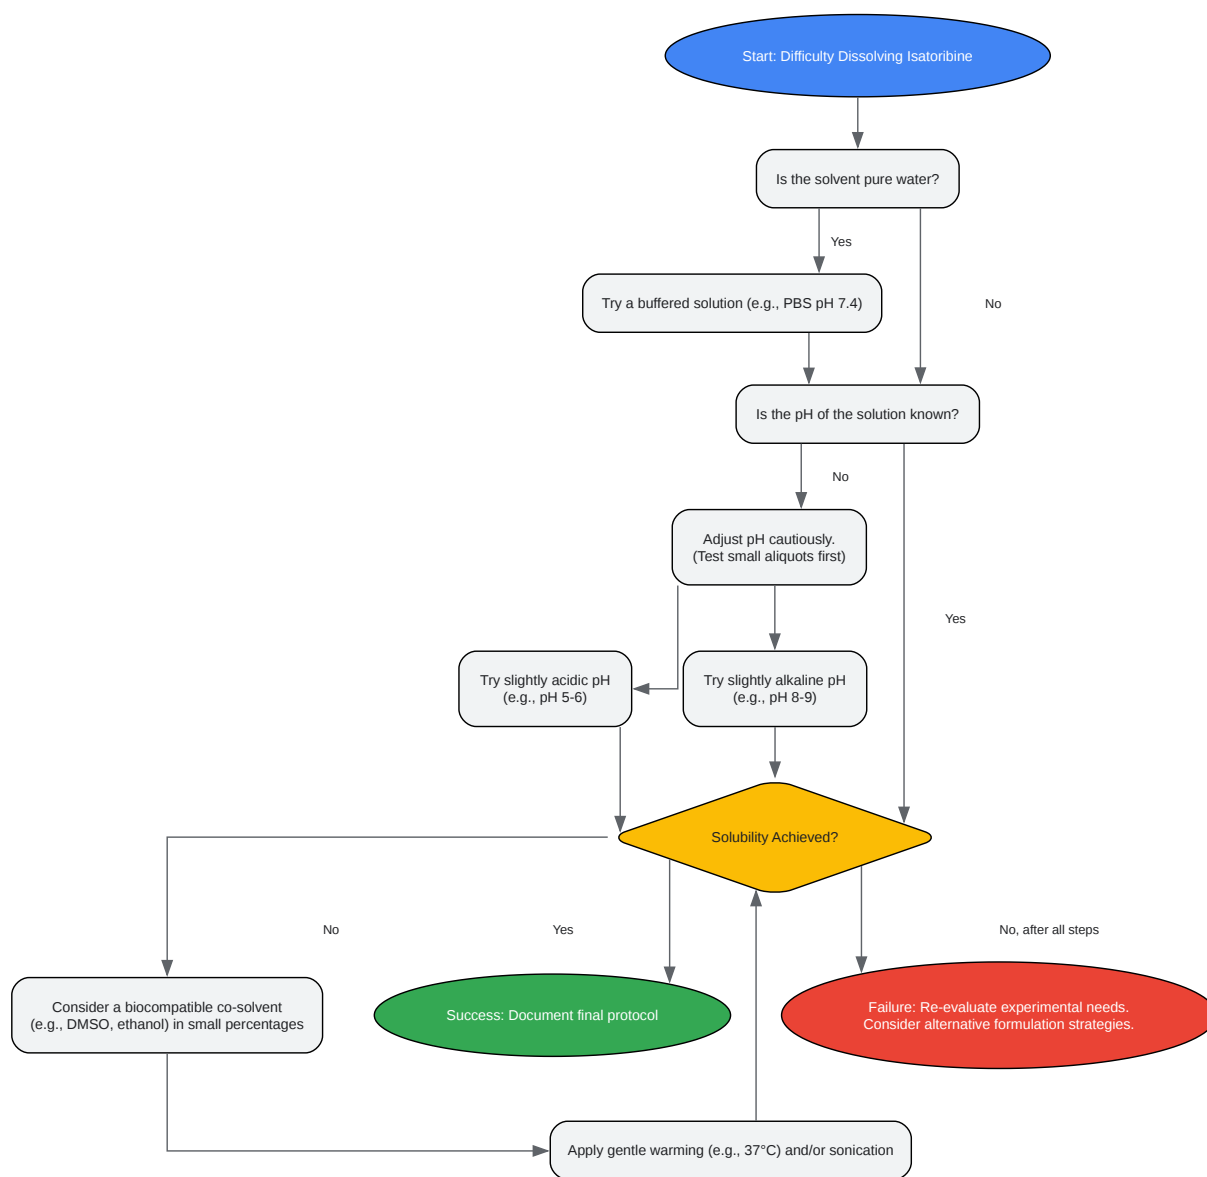 Start: Difficulty Dissolving Isatoribine
Is the solvent pure water?
Yes
Try a buffered solution (e.g., PBS pH 7.4)
No
Is the pH of the solution known?
No
Adjust pH cautiously.
(Test small aliquots first)
Yes
Try slightly acidic pH
(e.g., pH 5-6)
Try slightly alkaline pH
(e.g., pH 8-9)
Solubility Achieved?
No
Yes
No, after all steps
Consider a biocompatible co-solvent
(e.g., DMSO, ethanol) in small percentages
Success: Document final protocol
Failure: Re-evaluate experimental needs.
Consider alternative formulation strategies.
Apply gentle warming (e.g., 37°C) and/or sonication